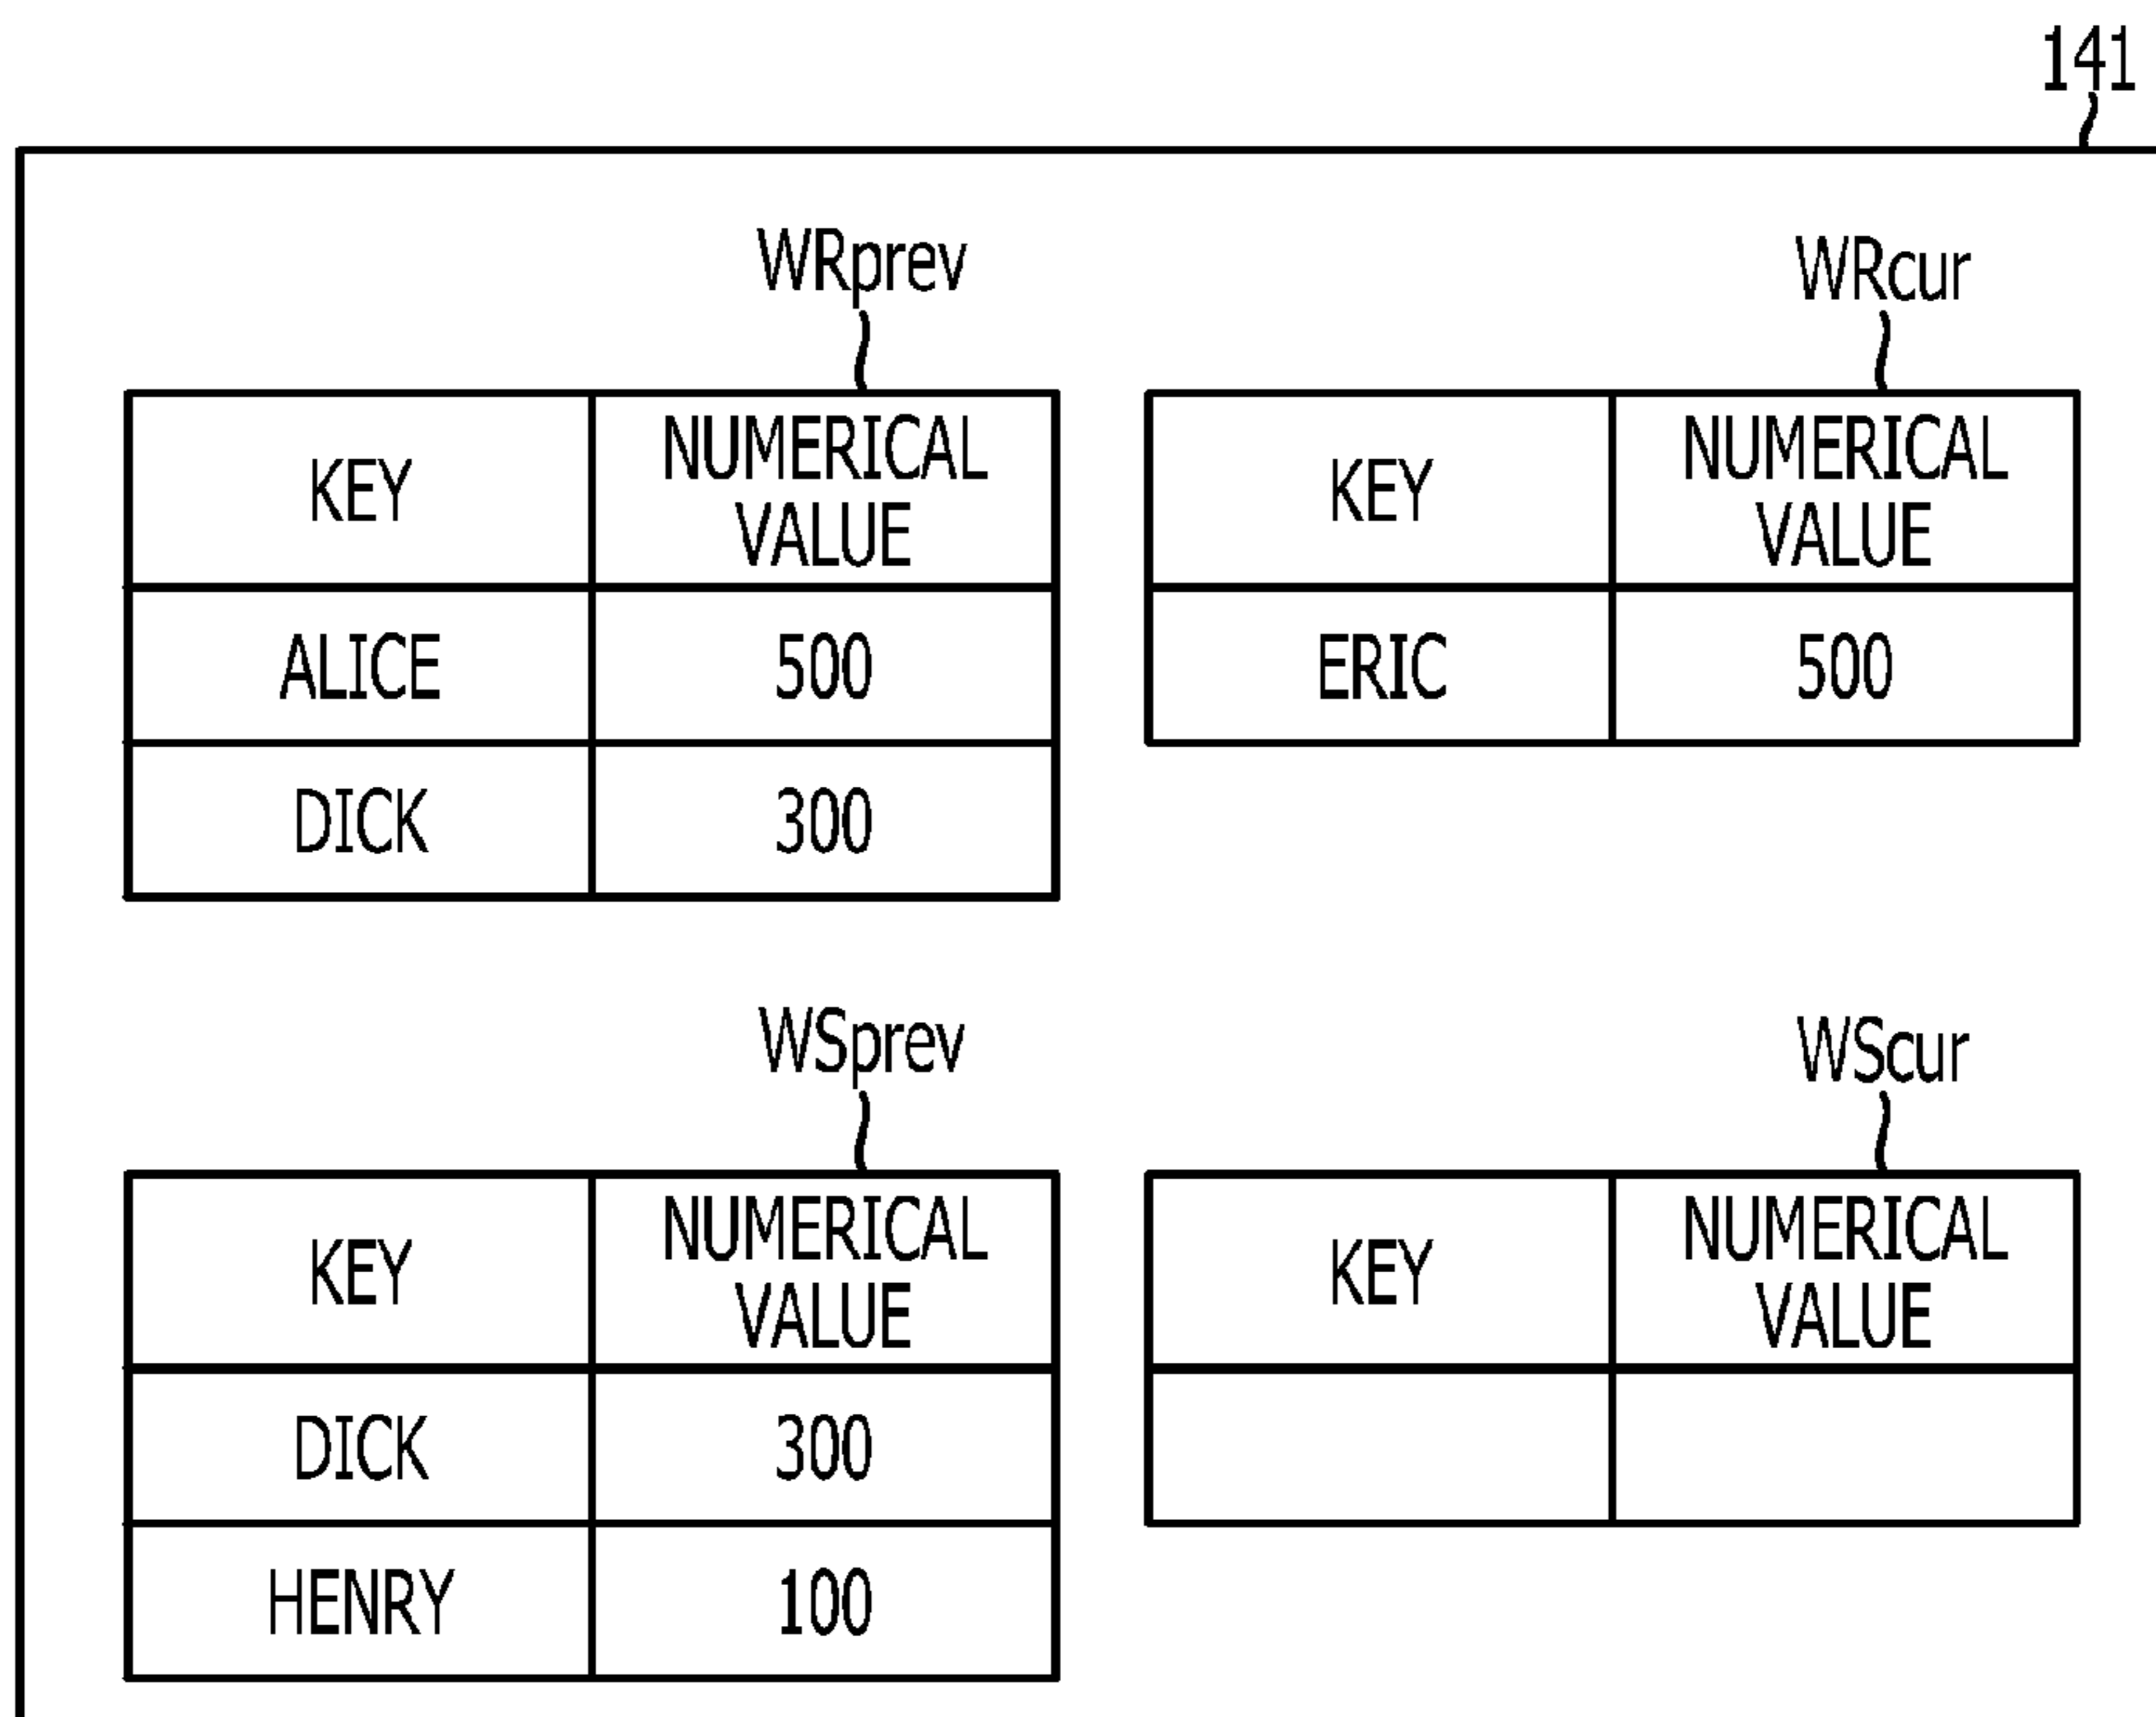 141
WRprev
KEY
NUMERICAL
VALUE
ALICE
500
DICK
300
WRcur
KEY
NUMERICAL
VALUE
ERIC
500
WSprev
KEY
NUMERICAL
VALUE
DICK
300
HENRY
100
WScur
KEY
NUMERICAL
VALUE